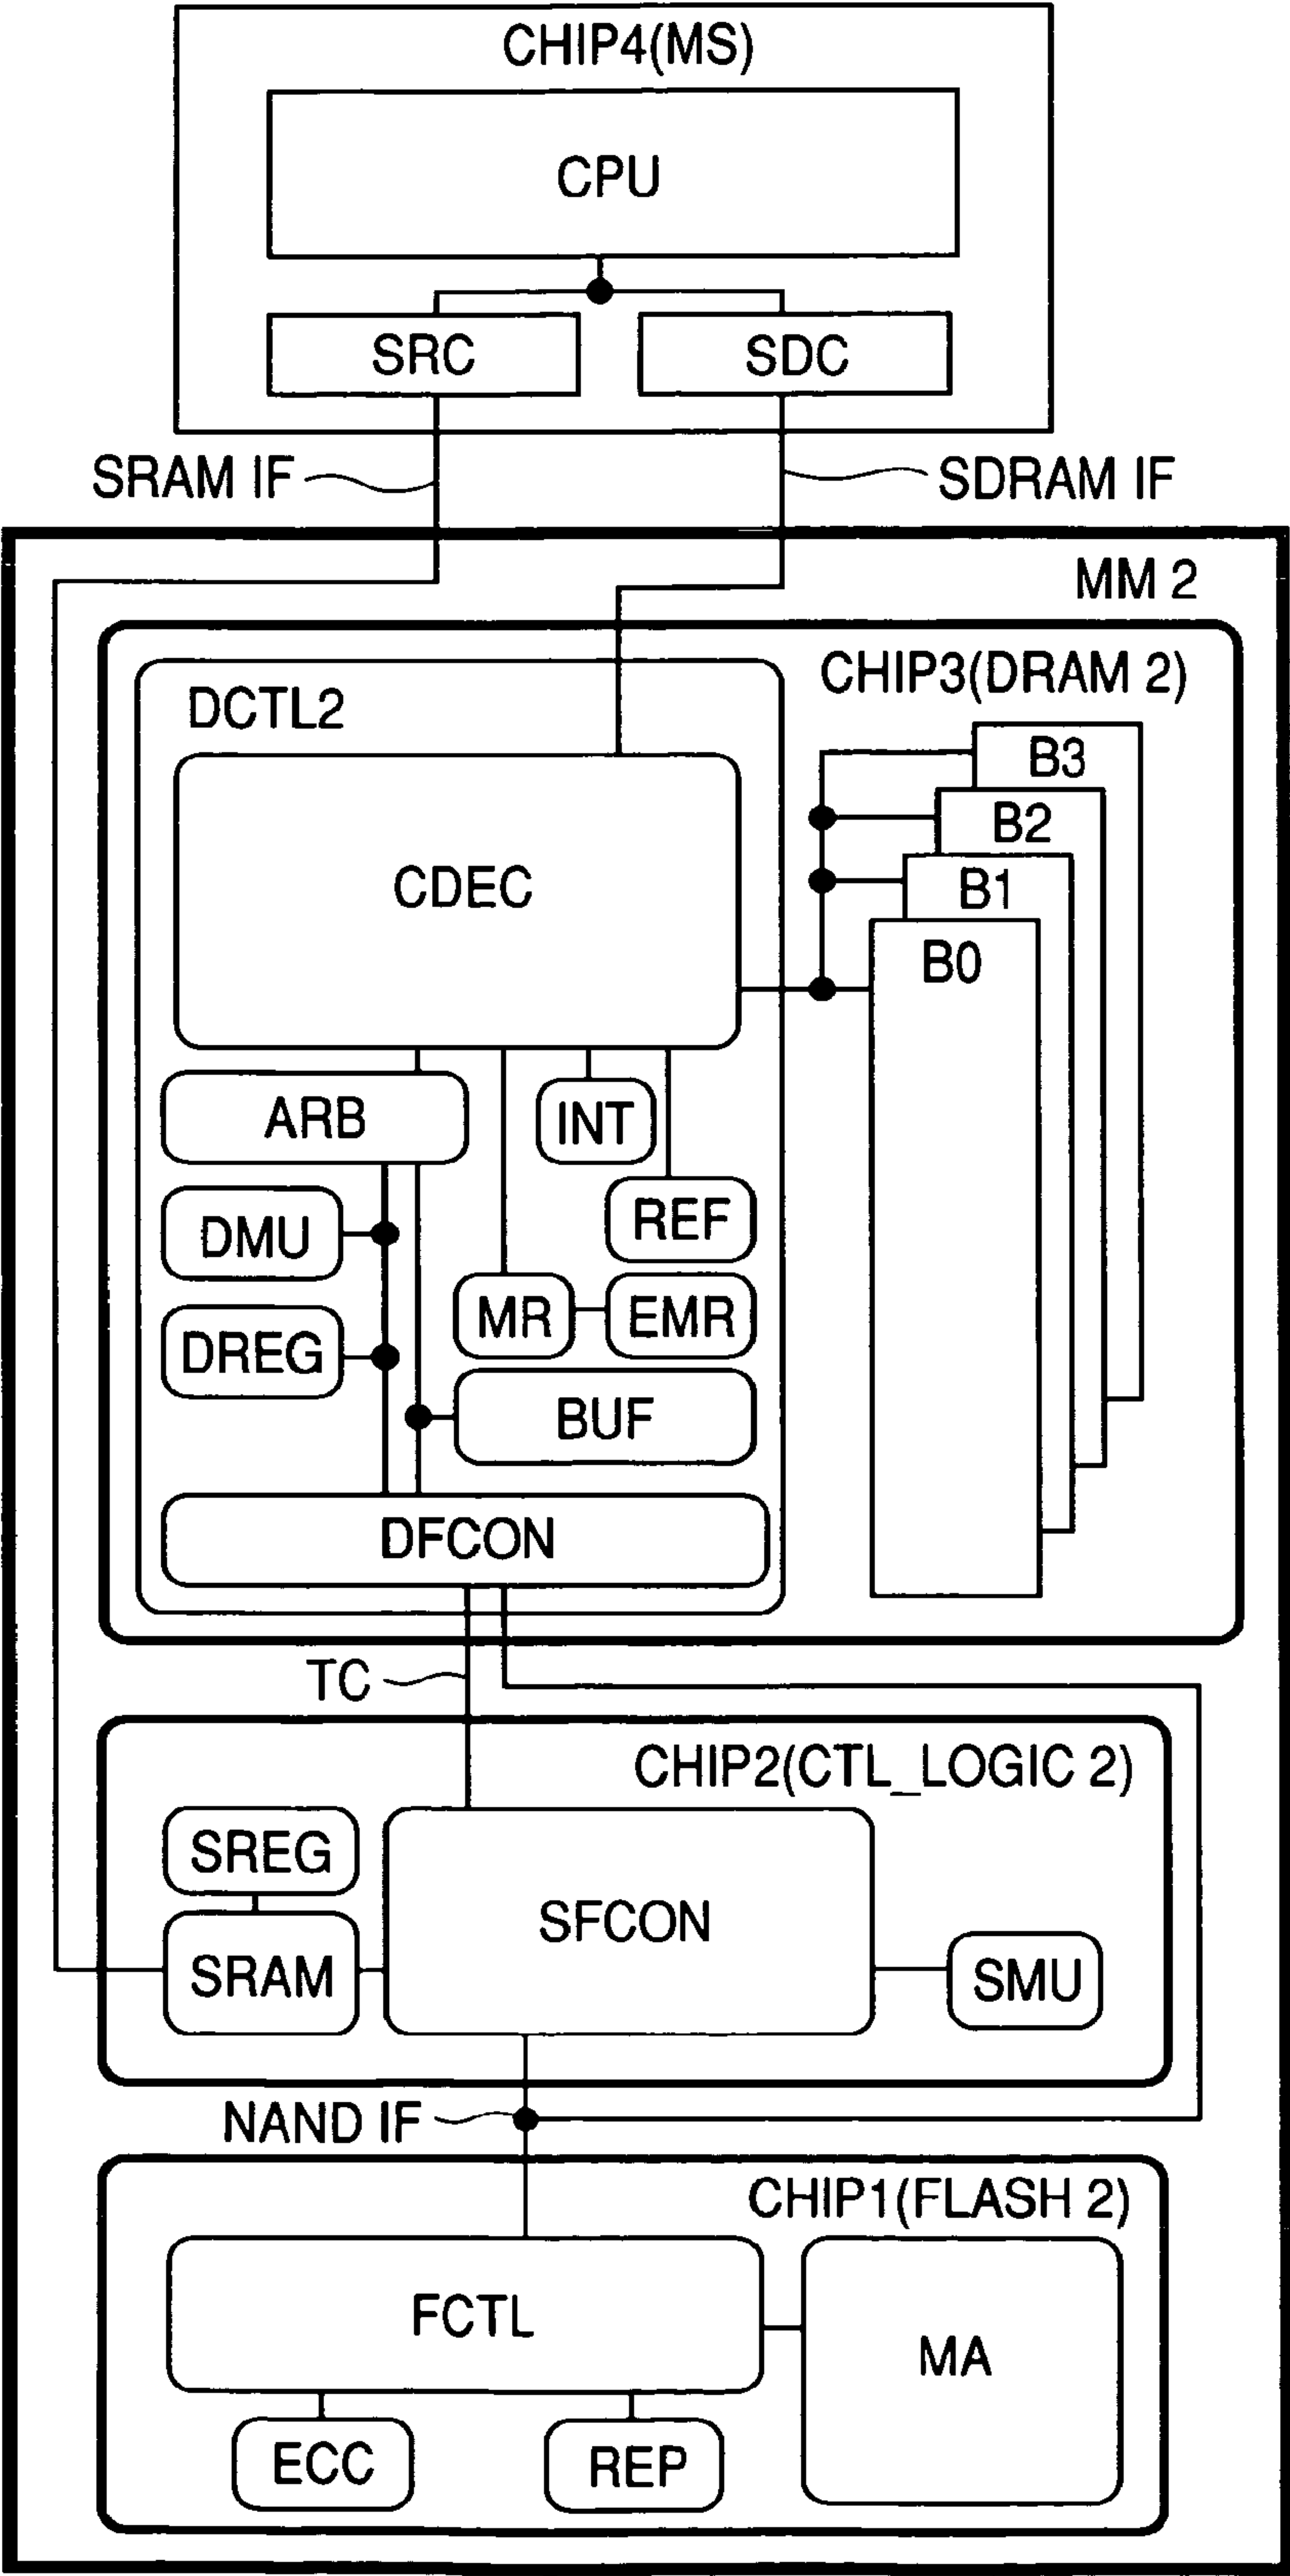 CHIP4(MS)
CPU
SRC
SDC
SRAM IF
SDRAM IF
MM 2
CHIP3(DRAM 2)
DCTL2
B3
B2
B1
B0
CDEC
ARB
INT
DMU
REF
DREG
MR
EMR
BUF
DFCON
TC
CHIP2(CTL_LOGIC 2)
SREG
SFCON
SRAM
SMU
NAND IF
CHIP1(FLASH 2)
FCTL
MA
ECC
REP